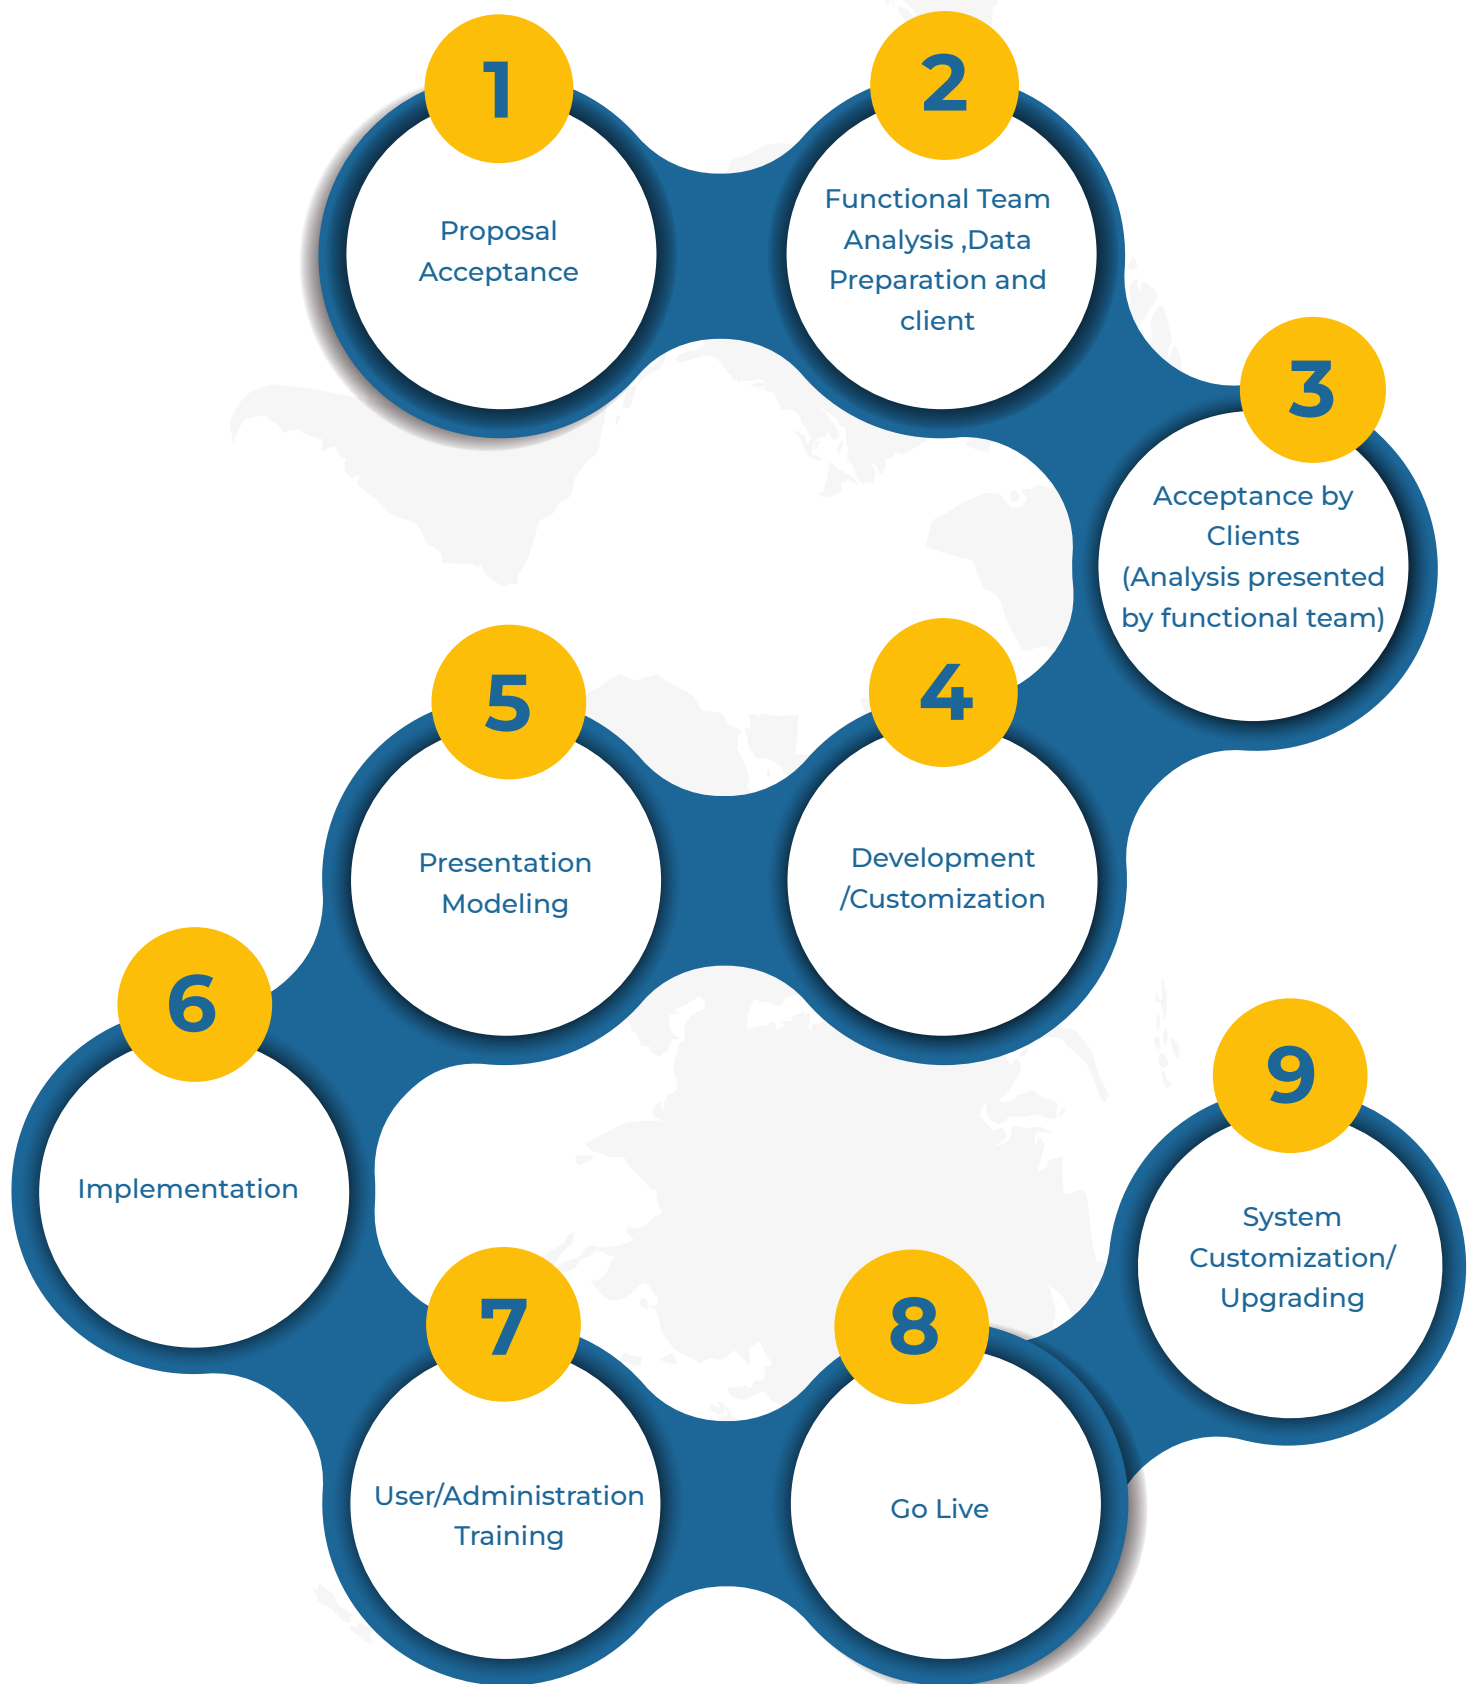 1
Proposal
Acceptance
2
Functional Team
Analysis ,Data
Preparation and
client
3
Acceptance by
Clients
(Analysis presented
by functional team)
4
Development
/Customization
5
Presentation
Modeling
6
Implementation
7
User/Administration
Training
8
Go Live
9
System
Customization/
Upgrading